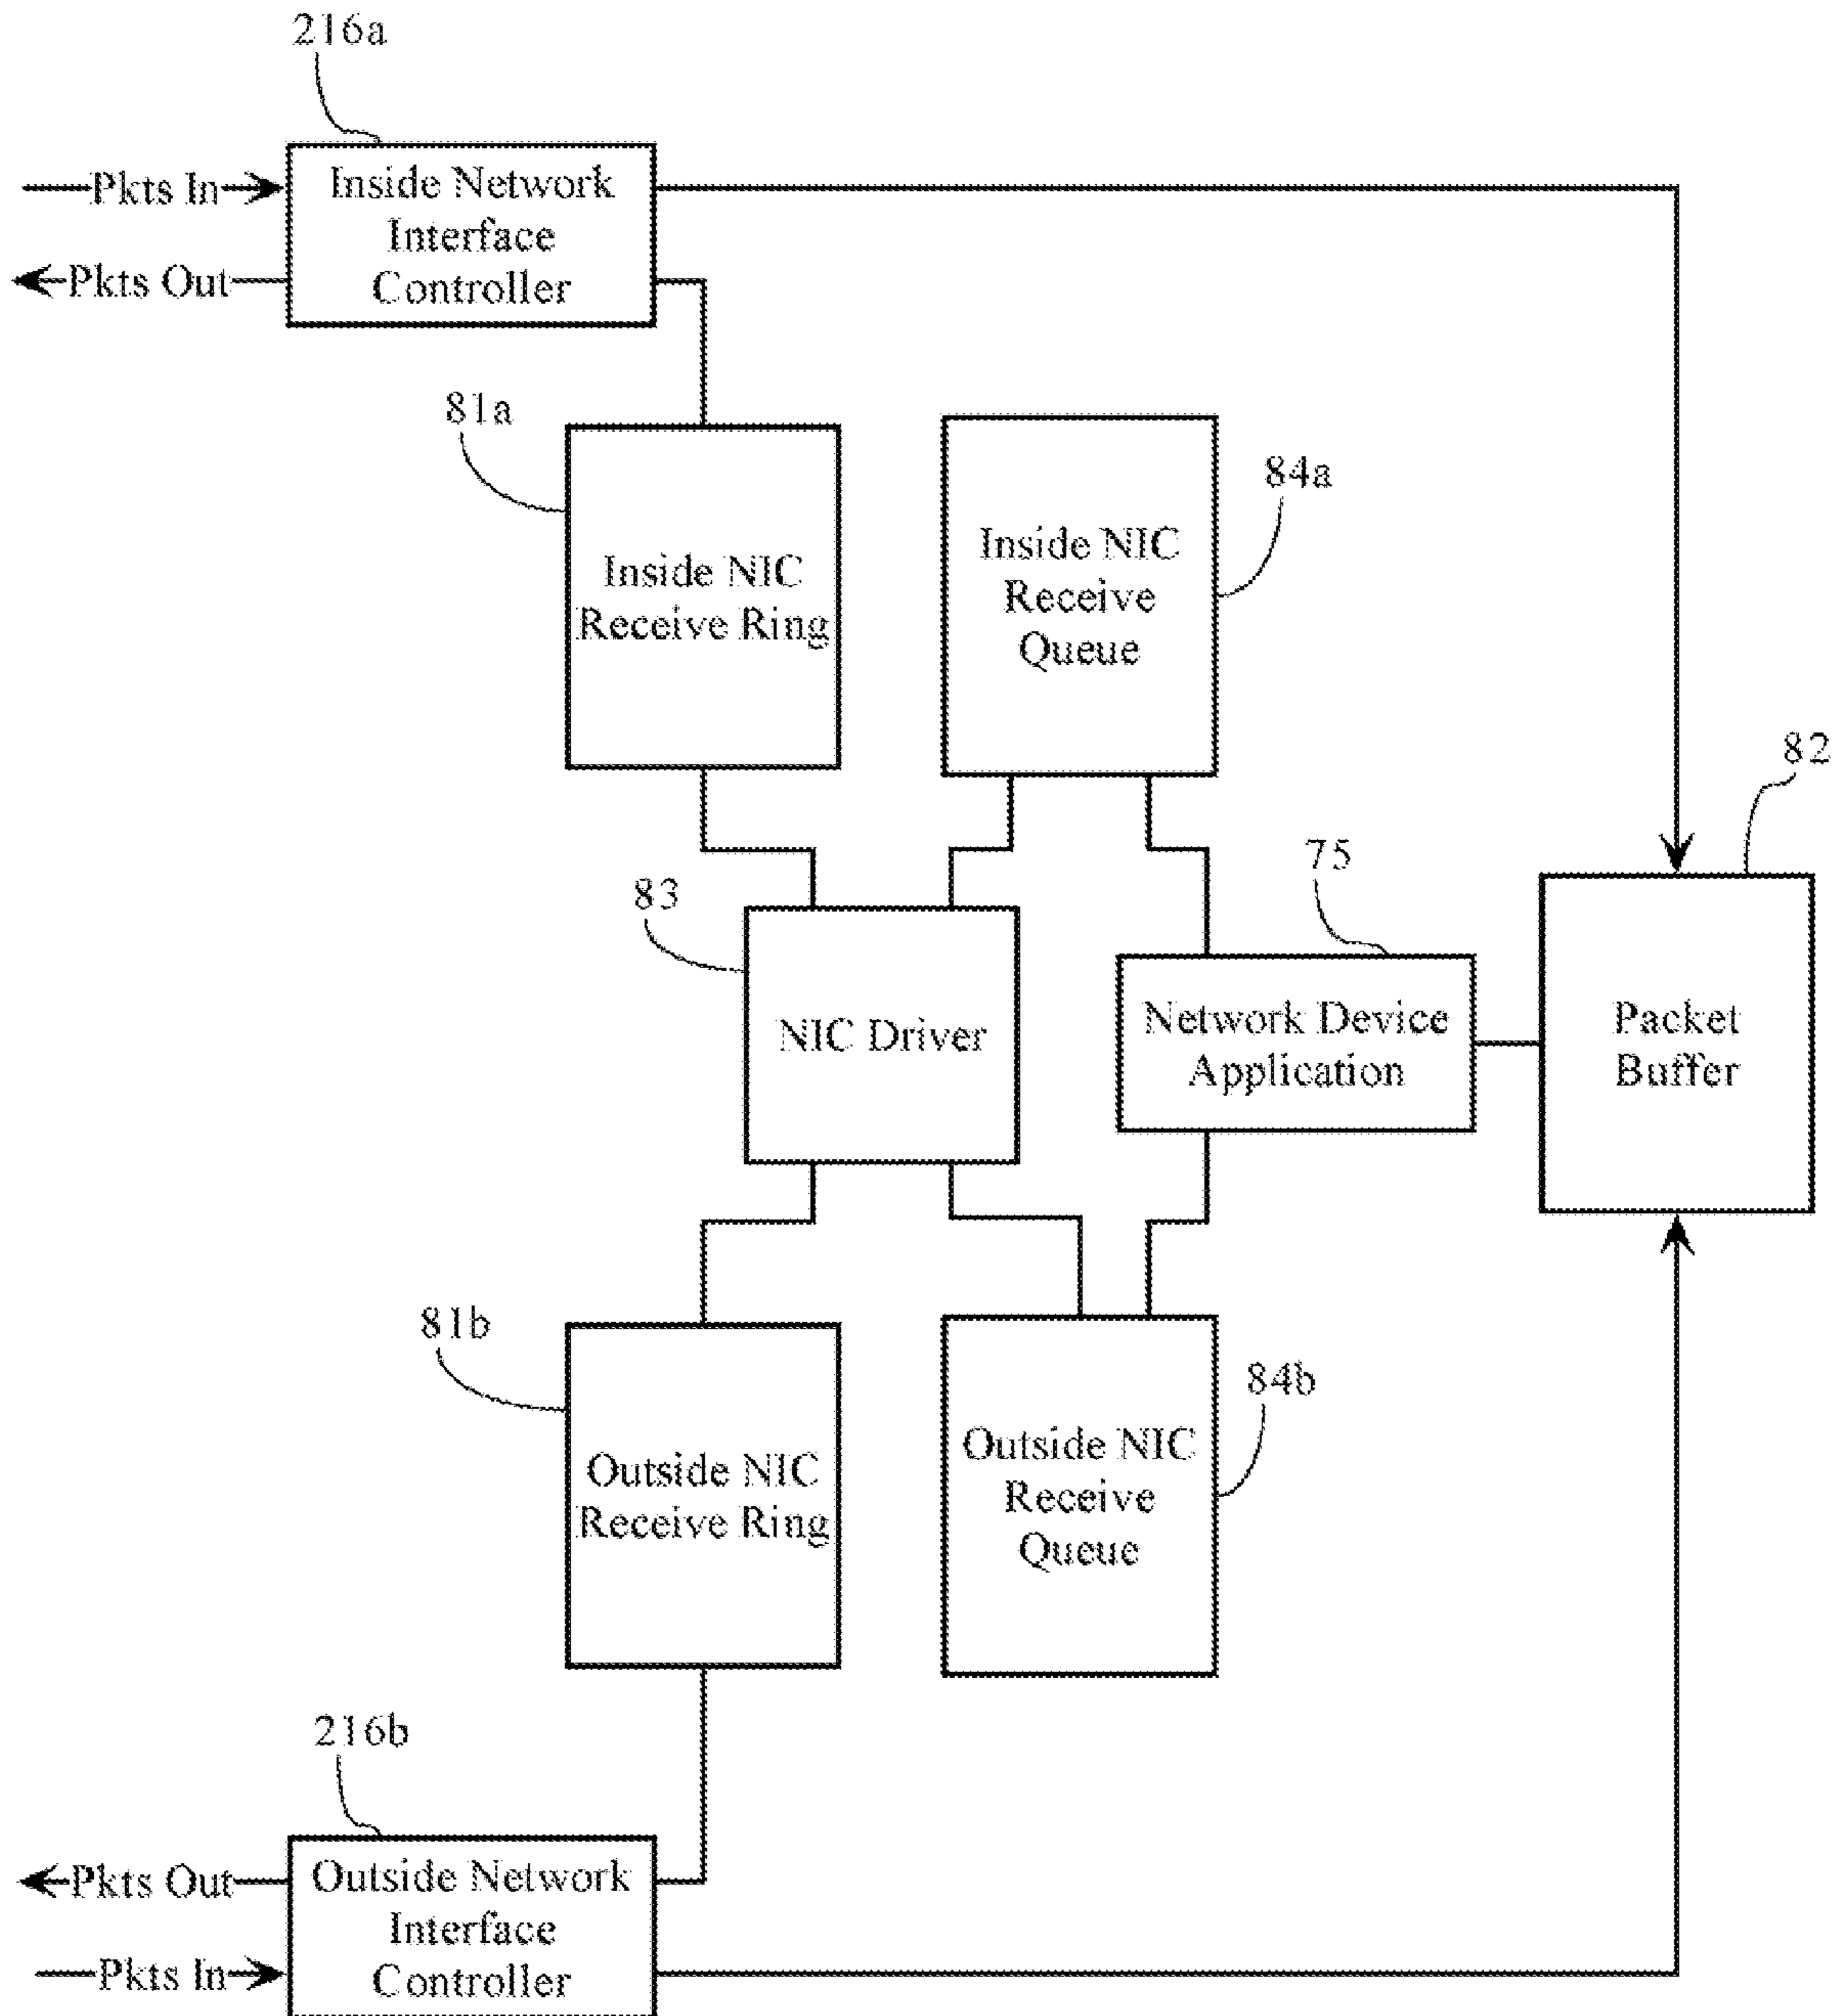 216a
Pkts In
Pkts Out
Inside Network
Interface
Controller
81a
Inside NIC
Receive Ring
84a
Inside NIC
Receive
Queue
82
83
75
NIC Driver
Network Device
Application
Packet
Buffer
81b
Outside NIC
Receive Ring
84b
Outside NIC
Receive
Queue
216b
Pkts Out
Pkts In
Outside Network
Interface
Controller